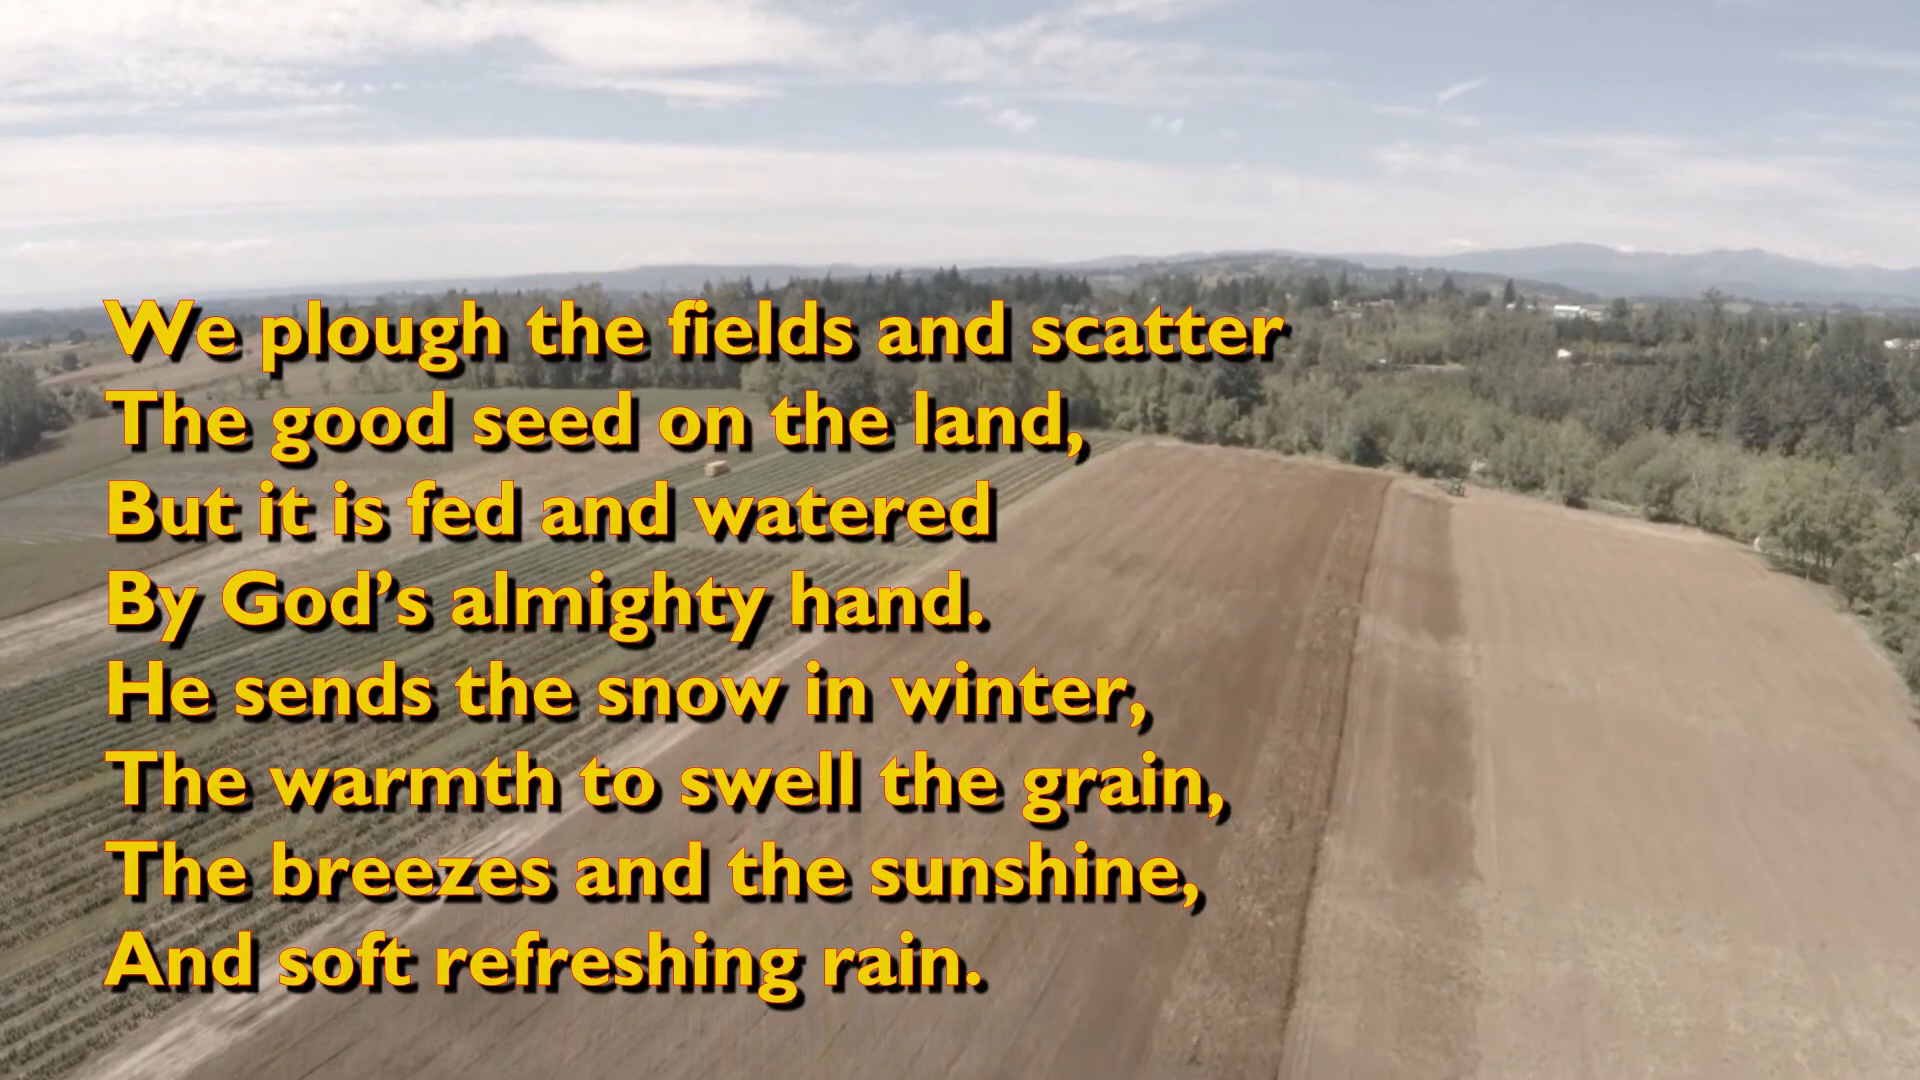 We plough the fields and scatter
The good seed on the land,
But it is fed and watered
By God’s almighty hand.
He sends the snow in winter,
The warmth to swell the grain,
The breezes and the sunshine,
And soft refreshing rain.